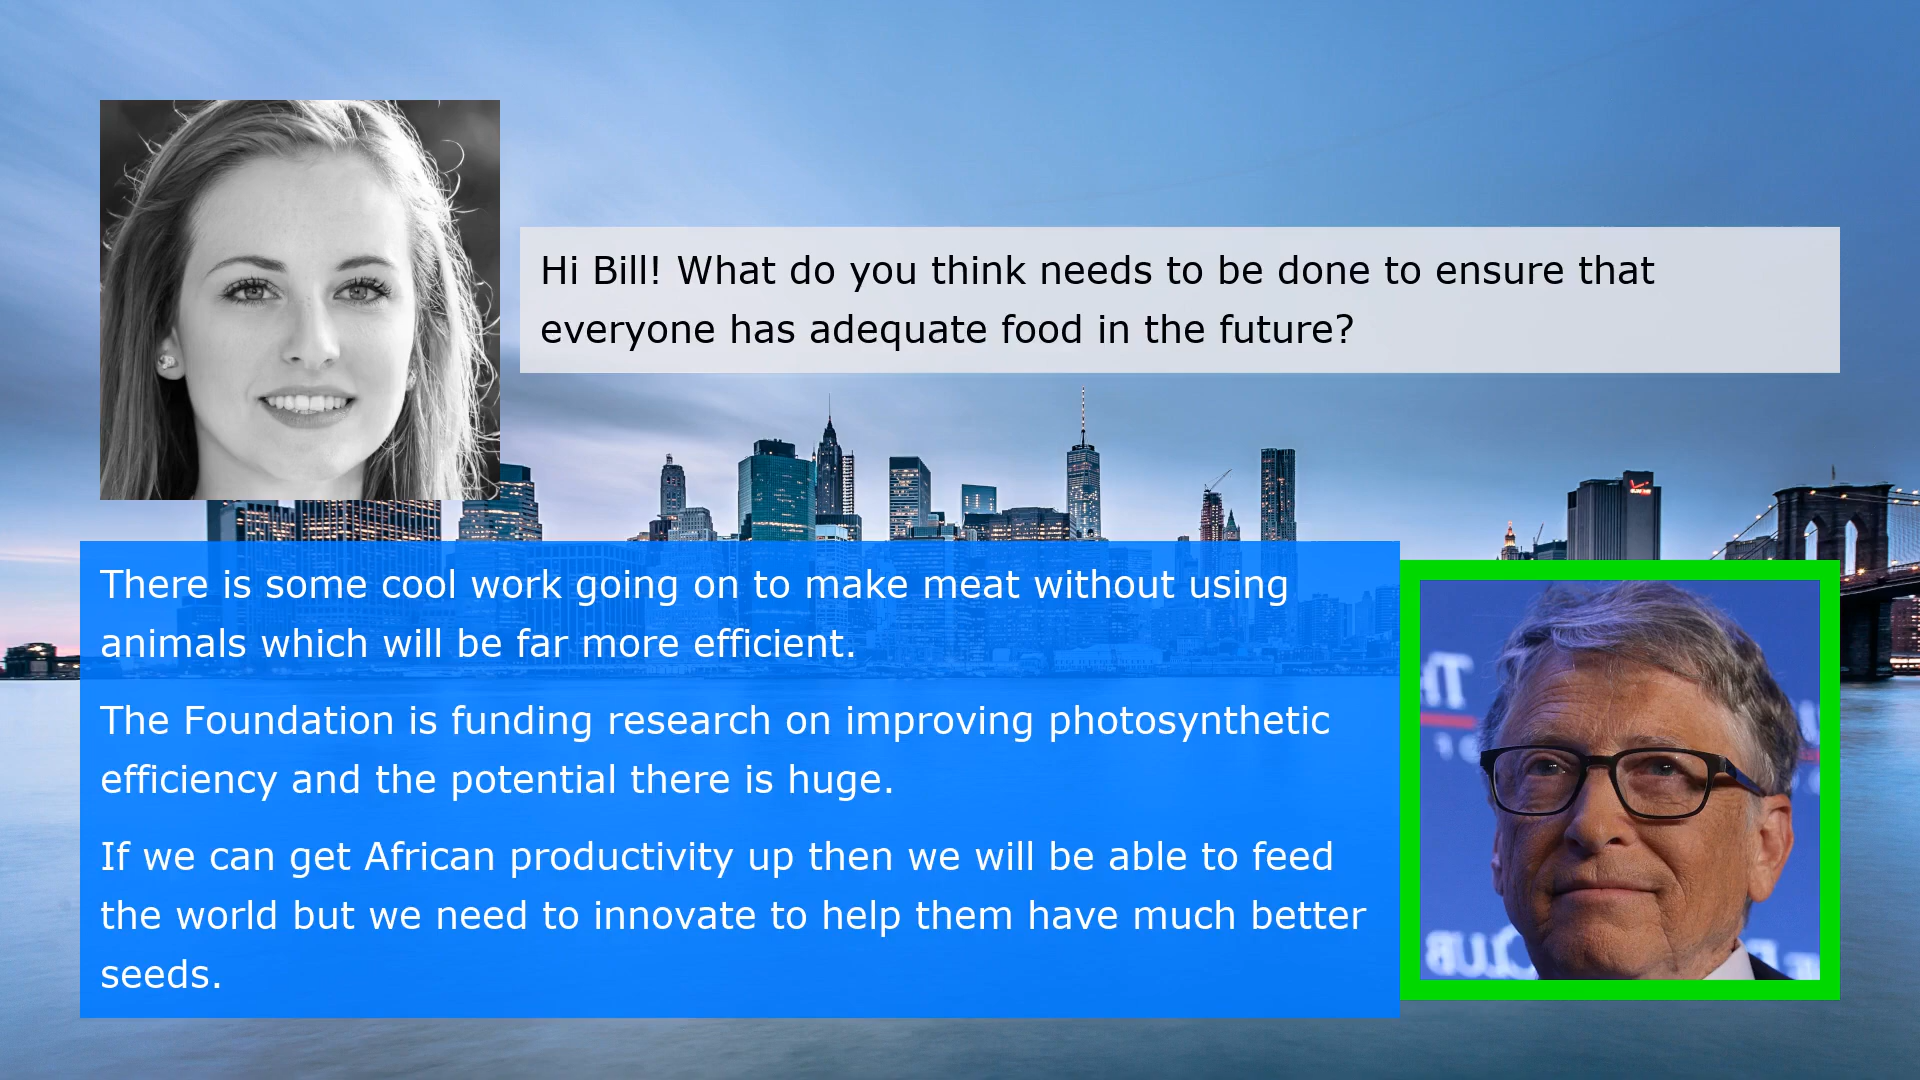 Hi Bill! What do you think needs to be done to ensure that
everyone has adequate food in the future?
There is some cool work going on to make meat without using
animals which will be far more efficient.
The Foundation is funding research on improving photosynthetic
efficiency and the potential there is huge.
If we can get African productivity up then we will be able to feed
the world but we need to innovate to help them have much better
seeds.